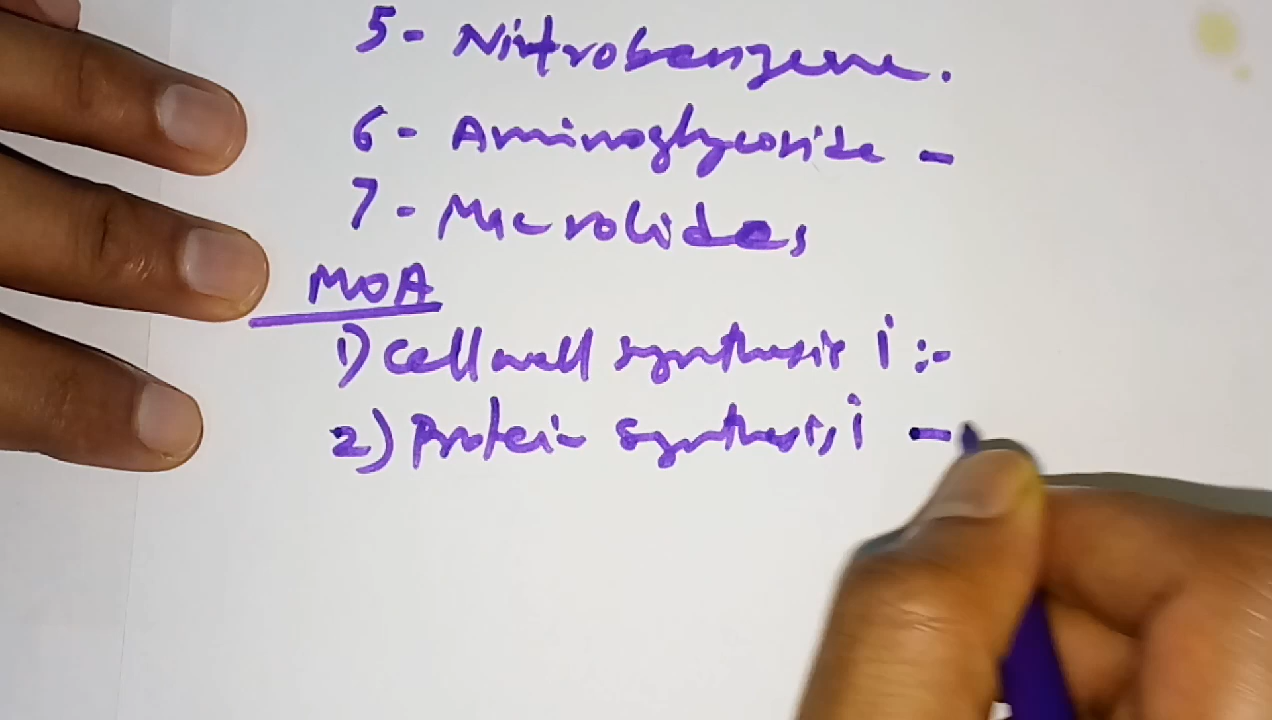 5- Nitrobenzene.
6- Aminoglycoside -
7- Macrolides
MOA
1) Cell wall synthesis i :-
2) Protein synthesis i -